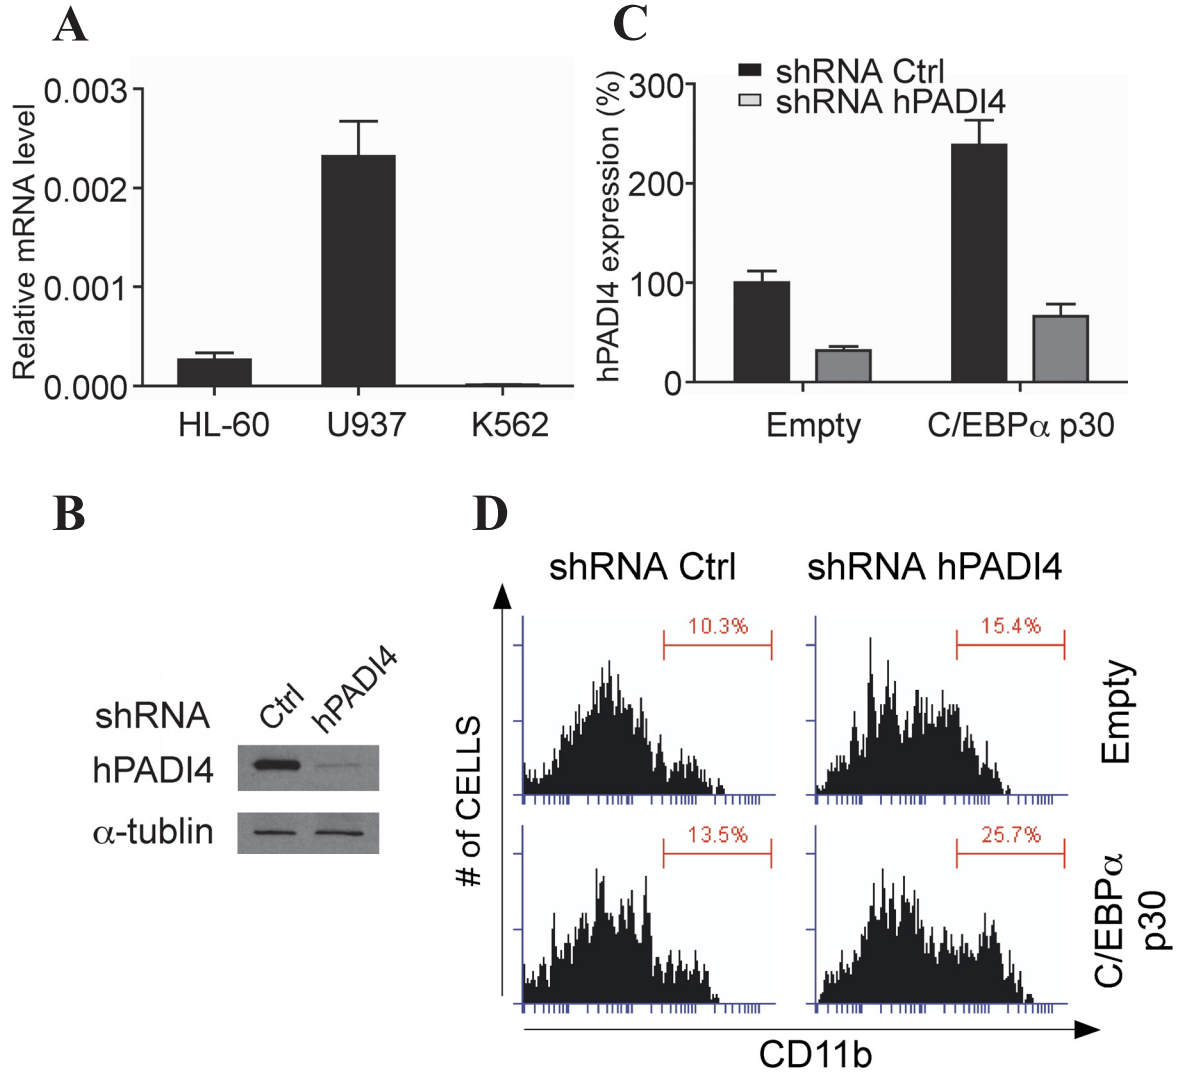 A
Relative mRNA level
0.003
0.002
0.001
0.000
HL-60 U937 K562
C
hPADI4 expression (%)
shRNA Ctrl
shRNA hPADI4
300
200
100
0
Empty C/EBPα p30
B
shRNA Ctrl hPADI4
hPADI4
α-tublin
D
shRNA Ctrl shRNA hPADI4
# of CELLS
10.3% 15.4%
Empty
13.5% 25.7%
C/EBPα
p30
CD11b